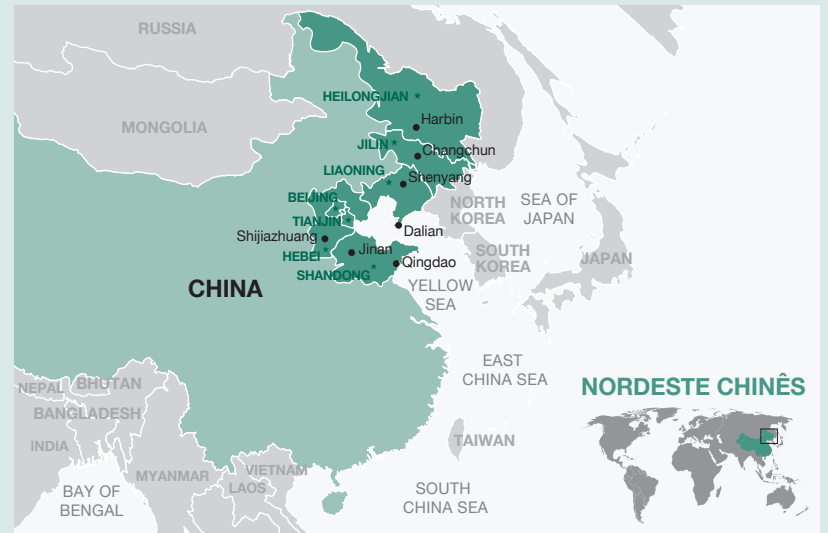 RUSSIA
HEILONGJIAN
Harbin
MONGOLIA
JILIN
Changchun
LIAONING
Shenyang
BEIJING
NORTH
KOREA
SEA OF
JAPAN
TIANJIN
Dalian
Shijiazhuang
Jinan
HEBEI
SOUTH
KOREA
JAPAN
Qingdao
SHANDONG
CHINA
YELLOW
SEA
EAST
CHINA SEA
NEPAL
BHUTAN
NORDESTE CHINÊS
BANGLADESH
INDIA
TAIWAN
MYANMAR
VIETNAM
LAOS
BAY OF
BENGAL
SOUTH
CHINA SEA